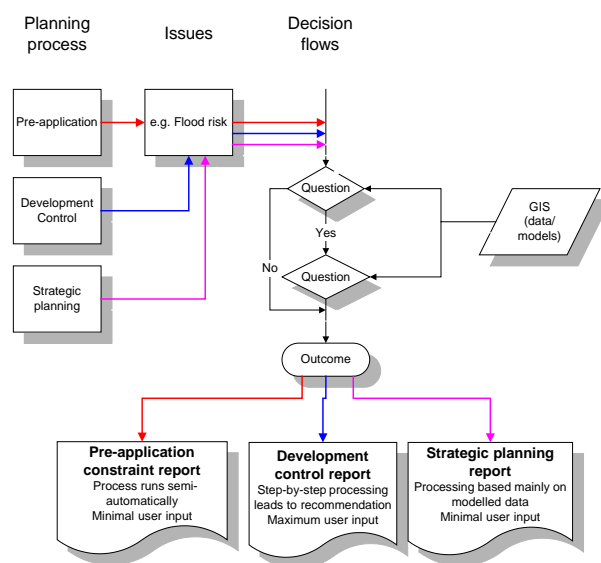 Planning
process
Issues
Decision
flows
Pre-application
e.g. Flood risk
Development
Control
Strategic
planning
Question
Yes
No
Question
GIS
(data/
models)
Outcome
Pre-application
constraint report
Process runs semi-
automatically
Minimal user input
Development
control report
Step-by-step processing
leads to recommendation
Maximum user input
Strategic planning
report
Processing based mainly on
modelled data
Minimal user input